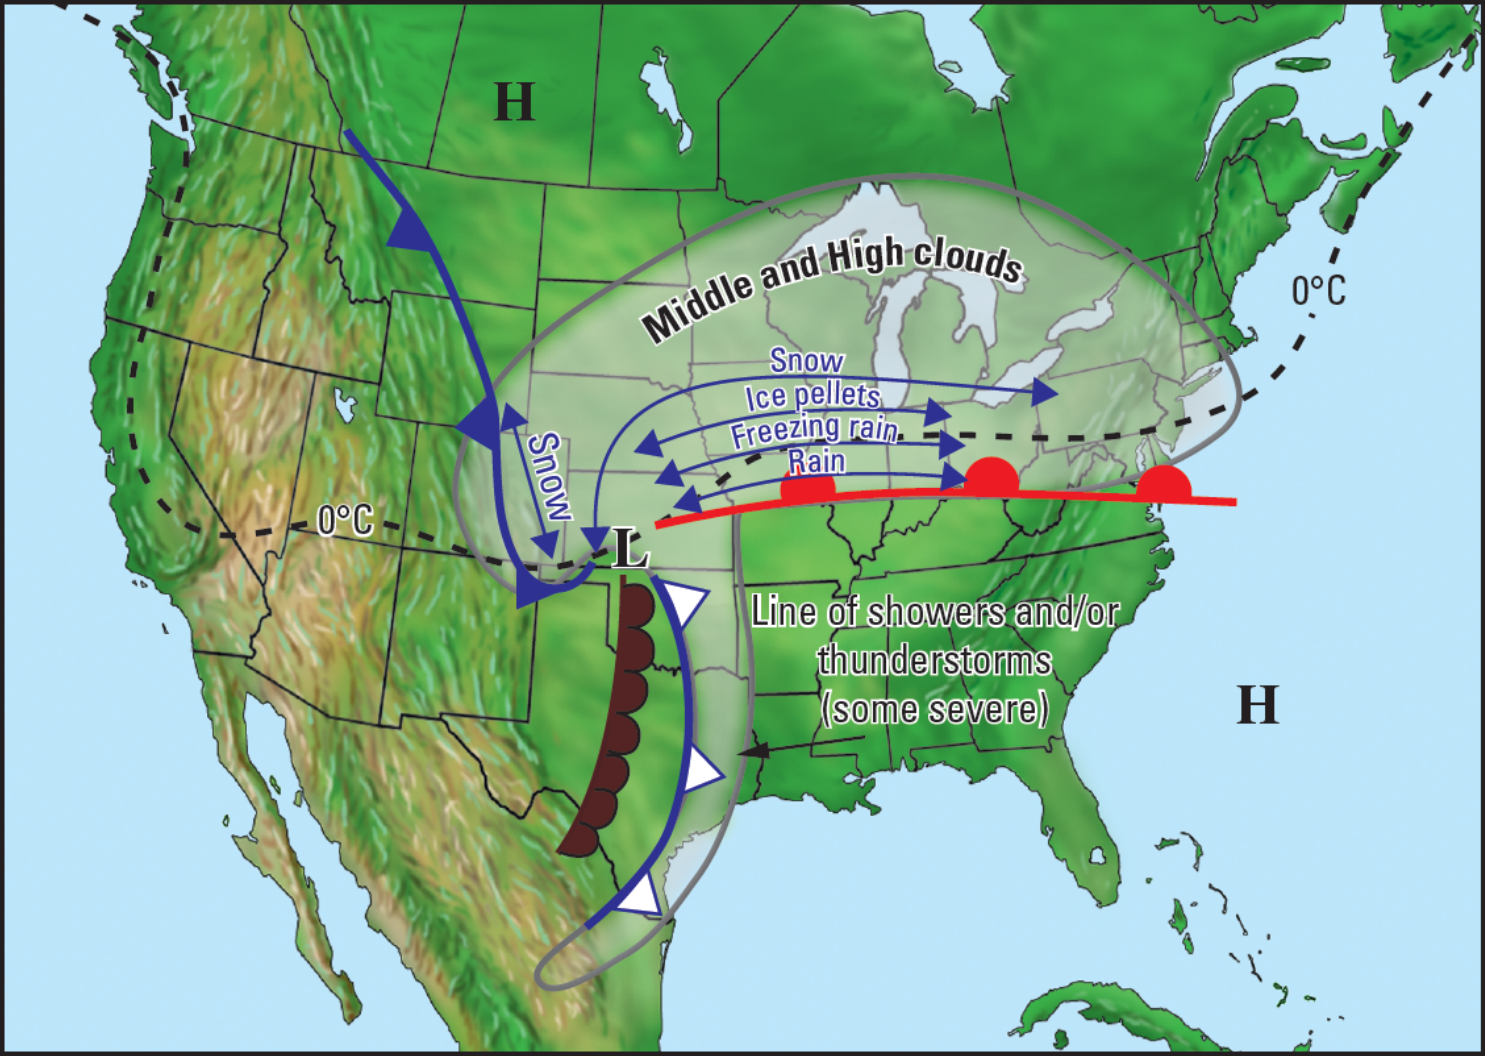 H
Middle and High clouds
0°C
Snow
Ice pellets
Freezing rain
Rain
Snow
0°C
L
Line of showers and/or
thunderstorms
(some severe)
H